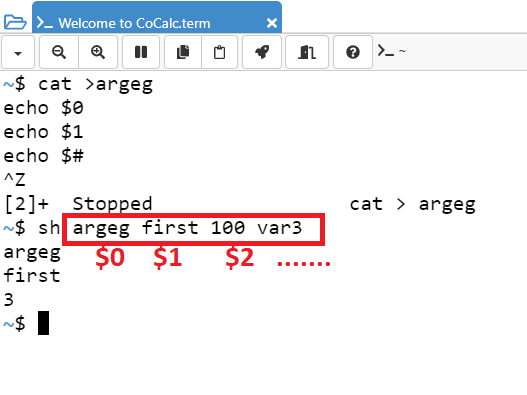 >_ Welcome to CoCalc.term ×
>_ ~
~$ cat >argeg
echo $0
echo $1
echo $#
^Z
[2]+  Stopped                 cat > argeg
~$ sh argeg first 100 var3
argeg $0 $1 $2 .......
first
3
~$